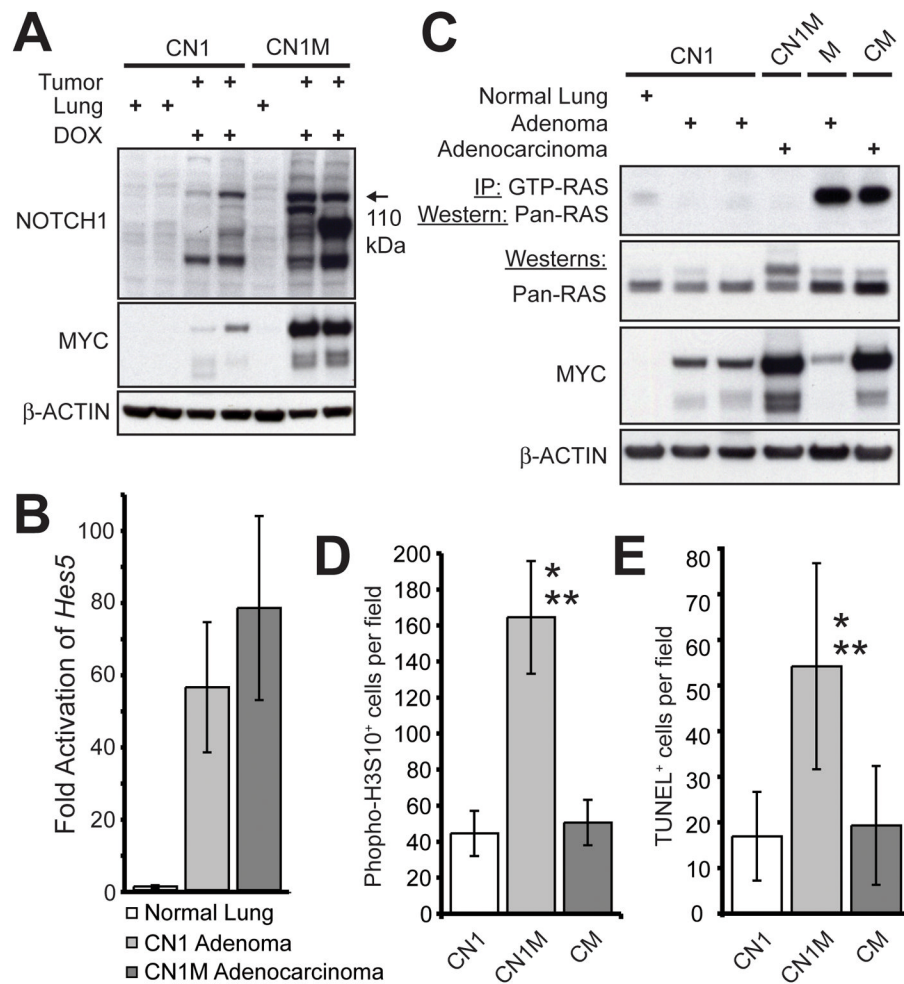 A
CN1 CN1M
Tumor + + + +
Lung + + +
DOX + + + +
NOTCH1
110
kDa
MYC
β-ACTIN
C
CN1 CN1M M CM
Normal Lung +
Adenoma + + +
Adenocarcinoma + +
IP: GTP-RAS
Western: Pan-RAS
Westerns:
Pan-RAS
MYC
β-ACTIN
B
Fold Activation of Hes5
100
80
60
40
20
0
Normal Lung
CN1 Adenoma
CN1M Adenocarcinoma
D
Phopho-H3S10+ cells per field
200
180
160
140
120
100
80
60
40
20
0
*
**
CN1 CN1M CM
E
TUNEL+ cells per field
80
70
60
50
40
30
20
10
0
*
**
CN1 CN1M CM